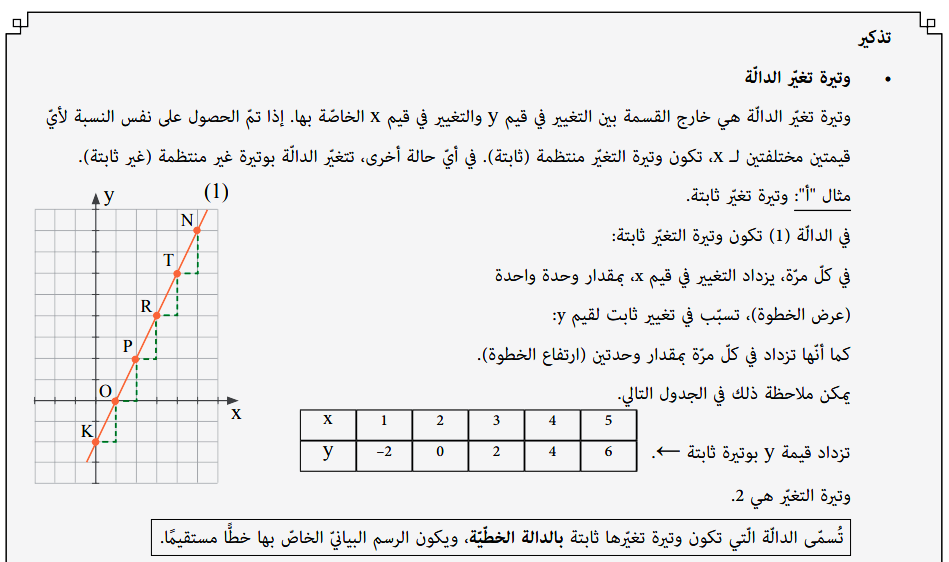 تذكير
• وتيرة تغيّر الدالّة
وتيرة تغيّر الدالّة هي خارج القسمة بين التغيير في قيم y والتغيير في قيم x الخاصّة بها. إذا تمّ الحصول على نفس النسبة لأيّ
قيمتين مختلفتين لـ x، تكون وتيرة التغيّر منتظمة (ثابتة). في أيّ حالة أخرى، تتغيّر الدالّة بوتيرة غير منتظمة (غير ثابتة).
مثال "أ": وتيرة تغيّر ثابتة.
في الدالّة (1) تكون وتيرة التغيّر ثابتة:
في كلّ مرّة، يزداد التغيير في قيم x، بمقدار وحدة واحدة
(عرض الخطوة)، تسبّب في تغيير ثابت لقيم y:
كما أنّها تزداد في كلّ مرة بمقدار وحدتين (ارتفاع الخطوة).
يمكن ملاحظة ذلك في الجدول التالي.
x 1 2 3 4 5
y –2 0 2 4 6
تزداد قيمة y بوتيرة ثابتة ←.
وتيرة التغيّر هي 2.
تُسمّى الدالّة الّتي تكون وتيرة تغيّرها ثابتة بالدالة الخطّيّة، ويكون الرسم البيانيّ الخاصّ بها خطًّا مستقيمًا.
y
(1)
N
T
R
P
O
x
K